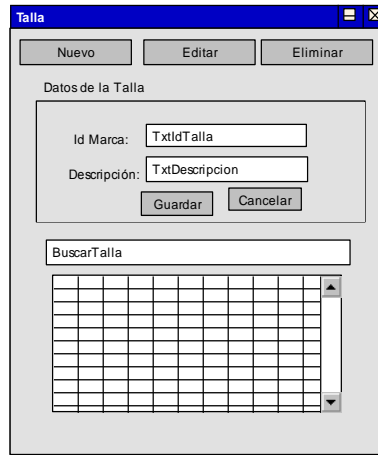 Talla
Nuevo Editar Eliminar
Datos de la Talla
Id Marca: TxtIdTalla
Descripción: TxtDescripcion
Guardar Cancelar
BuscarTalla